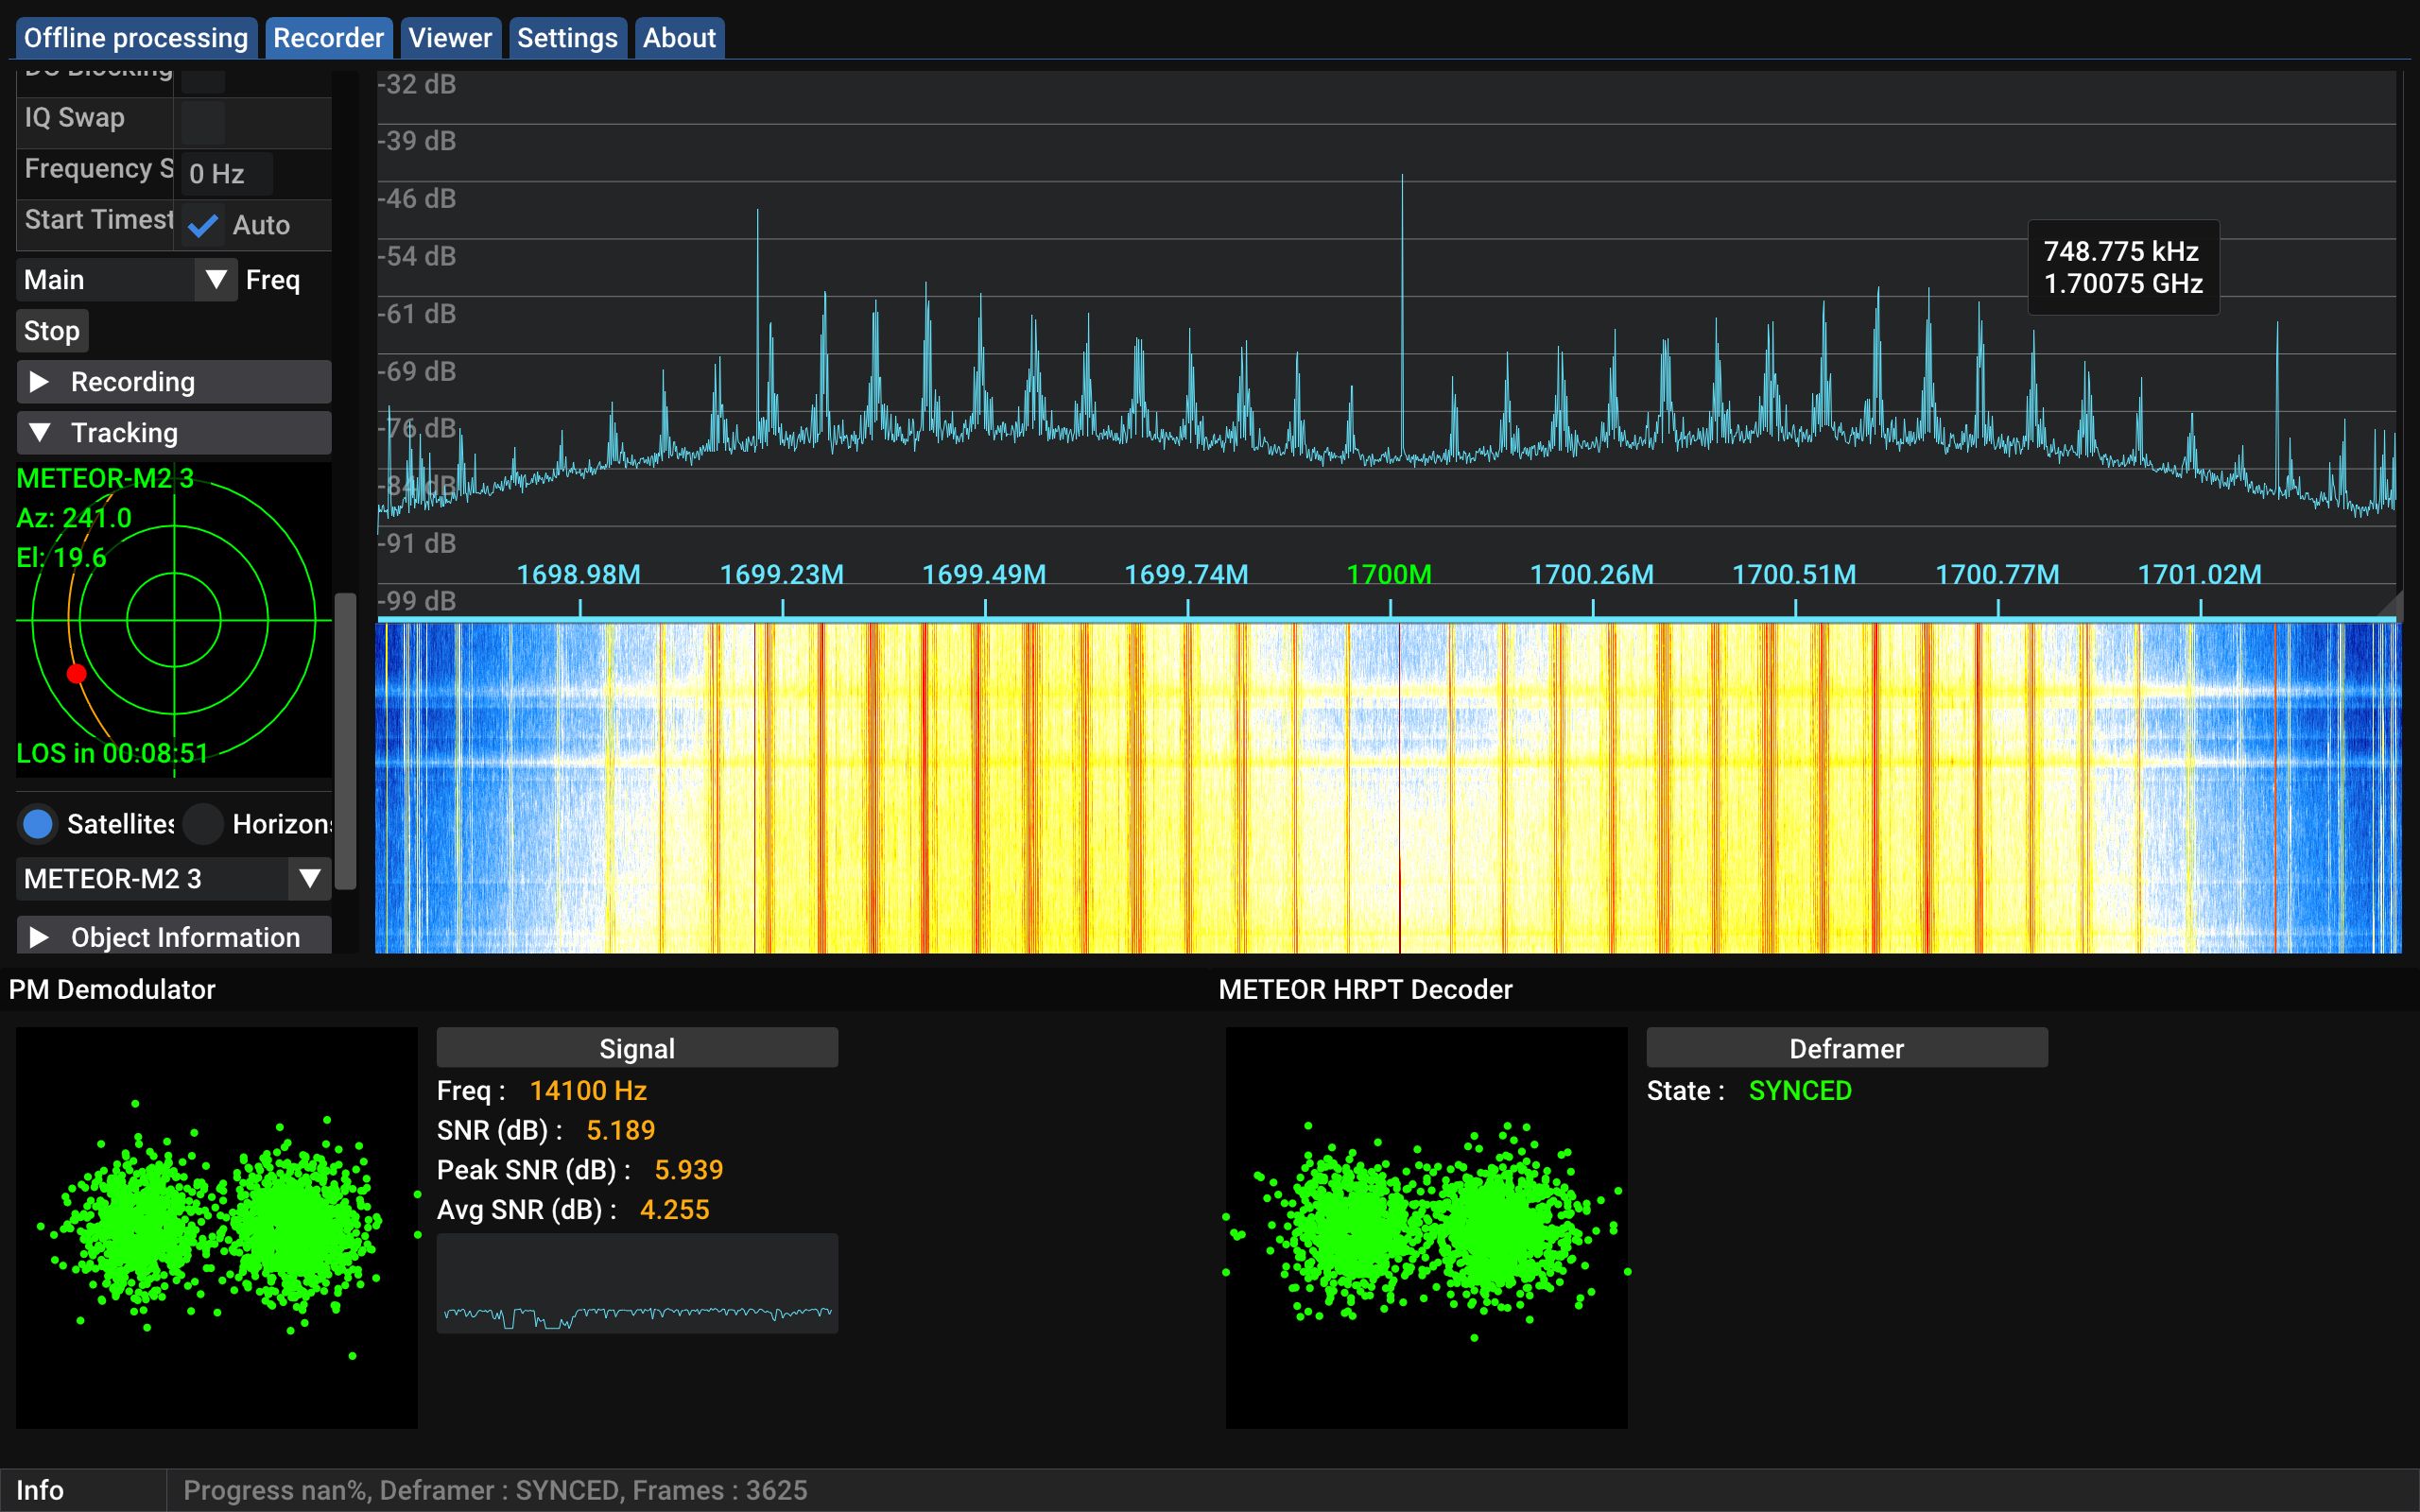 Offline processing Recorder Viewer Settings About
DC Blocking
IQ Swap
Frequency S 0 Hz
Start Timest Auto
Main Freq
Stop
Recording
Tracking
METEOR-M2 3
Az: 241.0
El: 19.6
LOS in 00:08:51
Satellites Horizons
METEOR-M2 3
Object Information
-32 dB
-39 dB
-46 dB
-54 dB
-61 dB
-69 dB
-76 dB
-84 dB
-91 dB
-99 dB
748.775 kHz
1.70075 GHz
1698.98M 1699.23M 1699.49M 1699.74M 1700M 1700.26M 1700.51M 1700.77M 1701.02M
PM Demodulator
Signal
Freq : 14100 Hz
SNR (dB) : 5.189
Peak SNR (dB) : 5.939
Avg SNR (dB) : 4.255
METEOR HRPT Decoder
Deframer
State : SYNCED
Info Progress nan%, Deframer : SYNCED, Frames : 3625